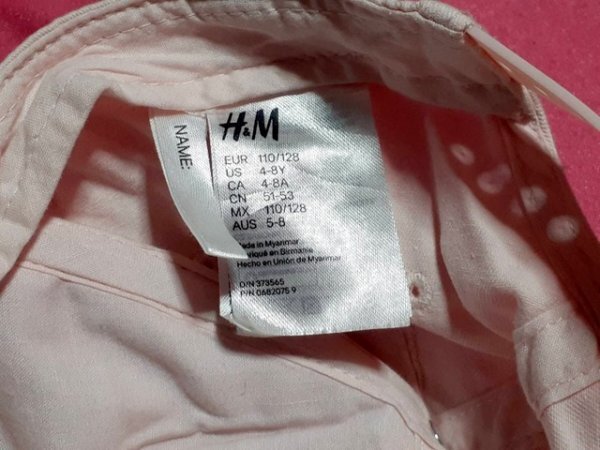 NAME:
H&M
EUR 110/128
US 4-8Y
CA 4-8A
CN 51-53
MX 110/128
AUS 5-8
Made in Myanmar
Fabriqué en Birmanie
Hecho en Unión de Myanmar
O/N 373565
P/N 0682075 9